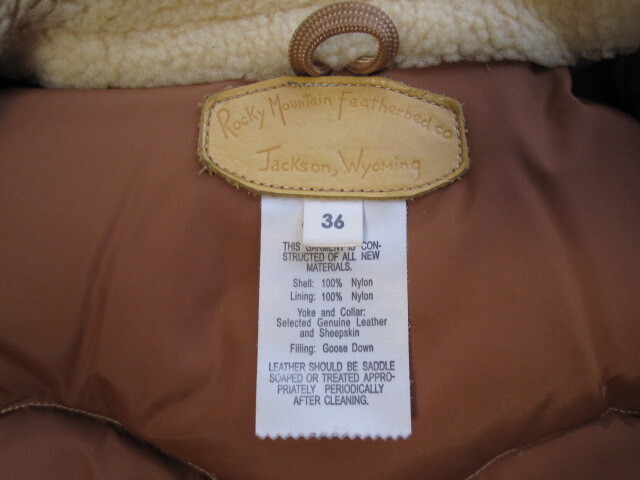 Rocky Mountain Featherbed co
Jackson, Wyoming
36
THIS GARMENT IS CON-
STRUCTED OF ALL NEW
MATERIALS.
Shell: 100% Nylon
Lining: 100% Nylon
Yoke and Collar:
Selected Genuine Leather
and Sheepskin
Filling: Goose Down
LEATHER SHOULD BE SADDLE
SOAPED OR TREATED APPRO-
PRIATELY PERIODICALLY
AFTER CLEANING.